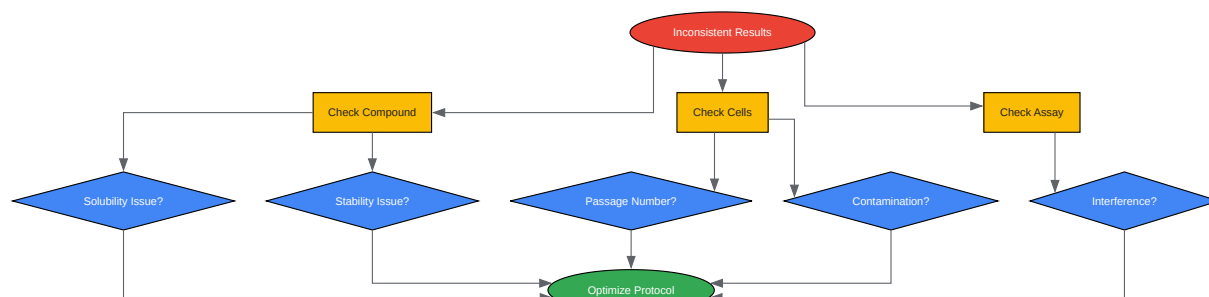 Inconsistent Results
Check Compound
Check Cells
Check Assay
Solubility Issue?
Stability Issue?
Passage Number?
Contamination?
Interference?
Optimize Protocol